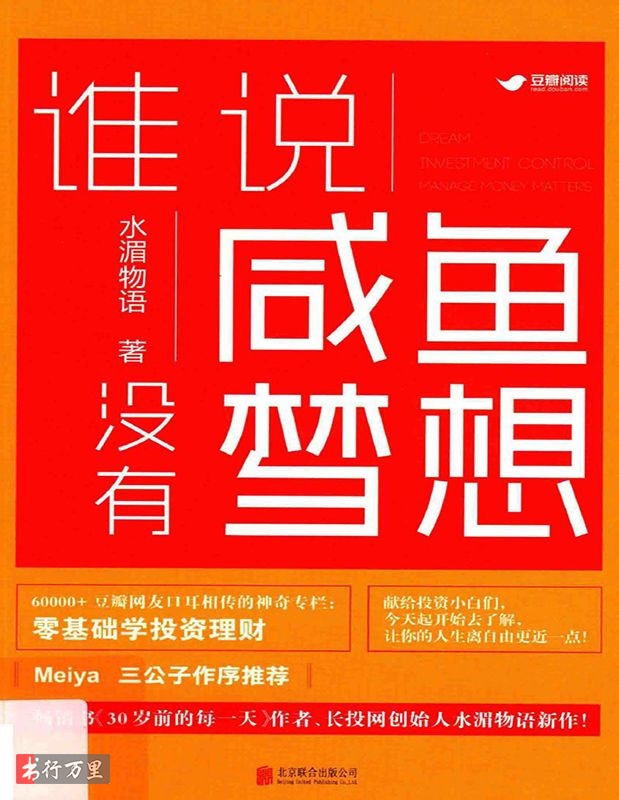 豆瓣阅读
read.douban.com
谁说
DREAM
INVESTMENT CONTROL
MANAGE MONEY MATTERS
咸鱼
水湄物语 著
没有
梦想
60000+ 豆瓣网友口耳相传的神奇专栏：
零基础学投资理财
献给投资小白们，
今天起开始去了解，
让你的人生离自由更近一点！
Meiya 三公子作序推荐
畅销书《30岁前的每一天》作者、长投网创始人水湄物语新作！
书行万里
北京联合出版公司
Beijing United Publishing Co.,Ltd.